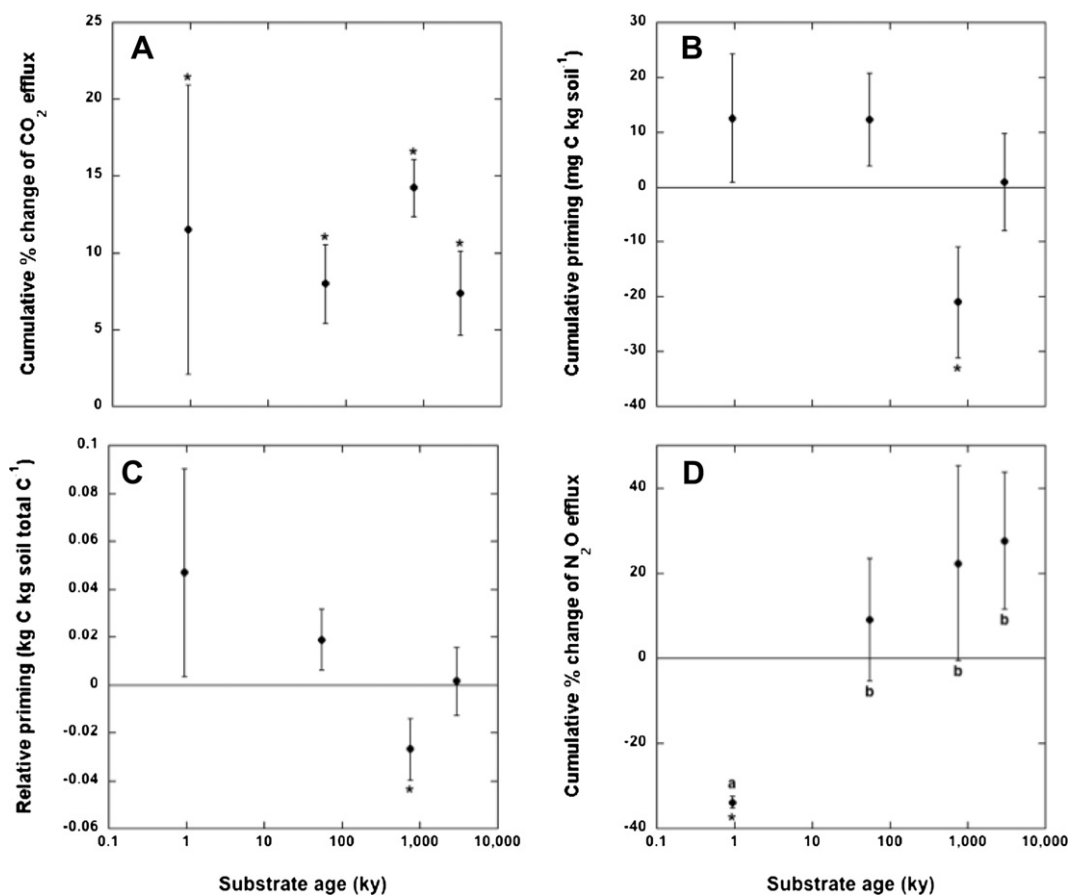 A
Cumulative % change of CO2 efflux
25
20
15
10
5
0
*
*
*
*
B
Cumulative priming (mg C kg soil-1)
30
20
10
0
-10
-20
-30
-40
*
C
Relative priming (kg C kg soil total C-1)
0.1
0.08
0.06
0.04
0.02
0
-0.02
-0.04
-0.06
*
0.1 1 10 100 1,000 10,000
Substrate age (ky)
D
Cumulative % change of N2O efflux
40
20
0
-20
-40
a
*
b
b
b
0.1 1 10 100 1,000 10,000
Substrate age (ky)